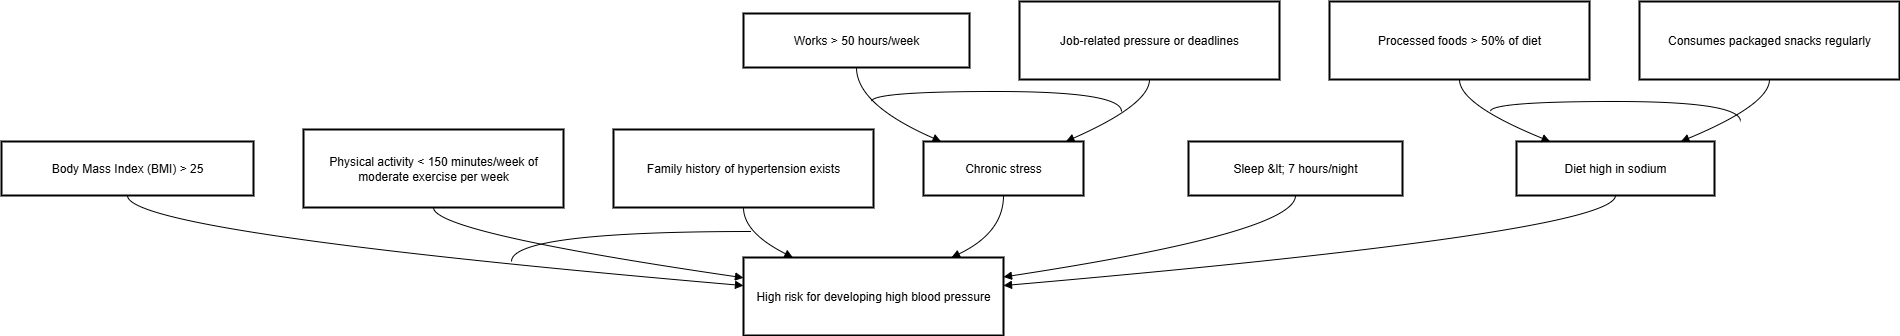 Works > 50 hours/week
Job-related pressure or deadlines
Processed foods > 50% of diet
Consumes packaged snacks regularly
Body Mass Index (BMI) > 25
Physical activity < 150 minutes/week of
moderate exercise per week
Family history of hypertension exists
Chronic stress
Sleep &lt; 7 hours/night
Diet high in sodium
High risk for developing high blood pressure